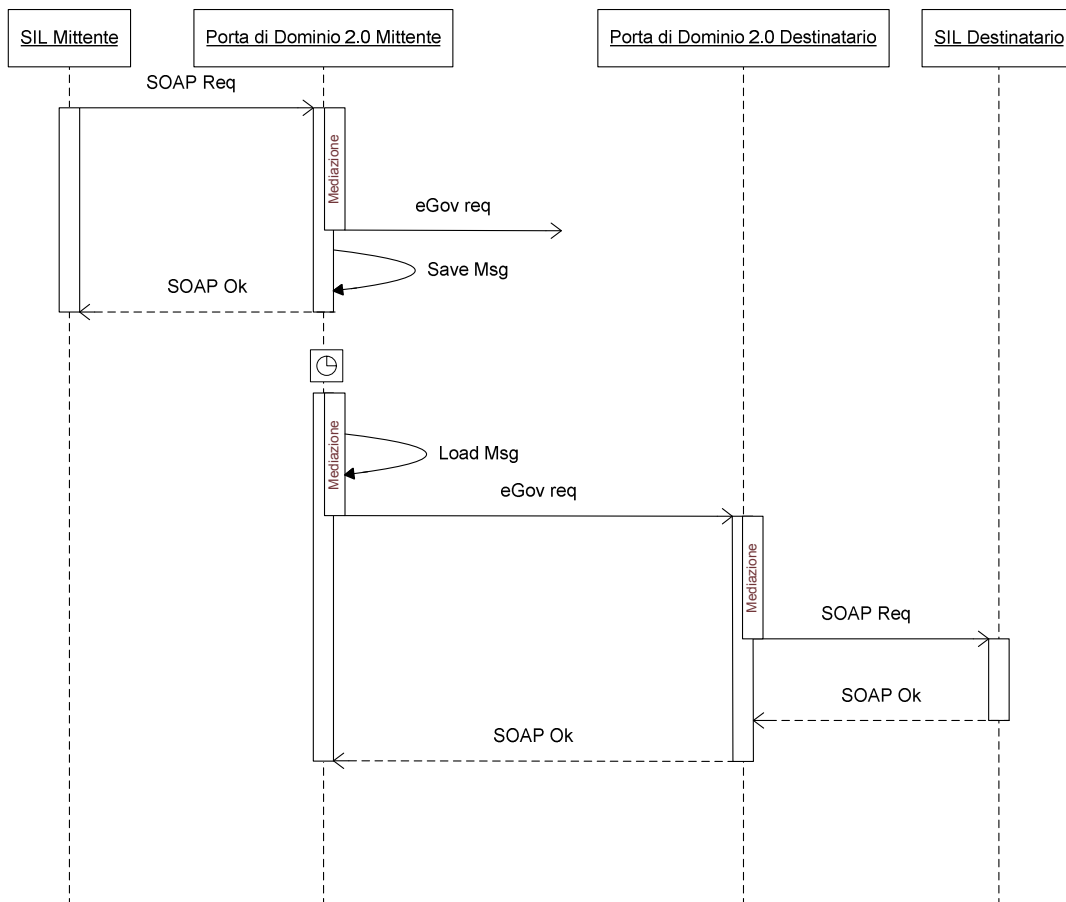 SIL Mittente
Porta di Dominio 2.0 Mittente
Porta di Dominio 2.0 Destinatario
SIL Destinatario
SOAP Req
Mediazione
eGov req
Save Msg
SOAP Ok
Mediazione
Load Msg
eGov req
Mediazione
SOAP Req
SOAP Ok
SOAP Ok